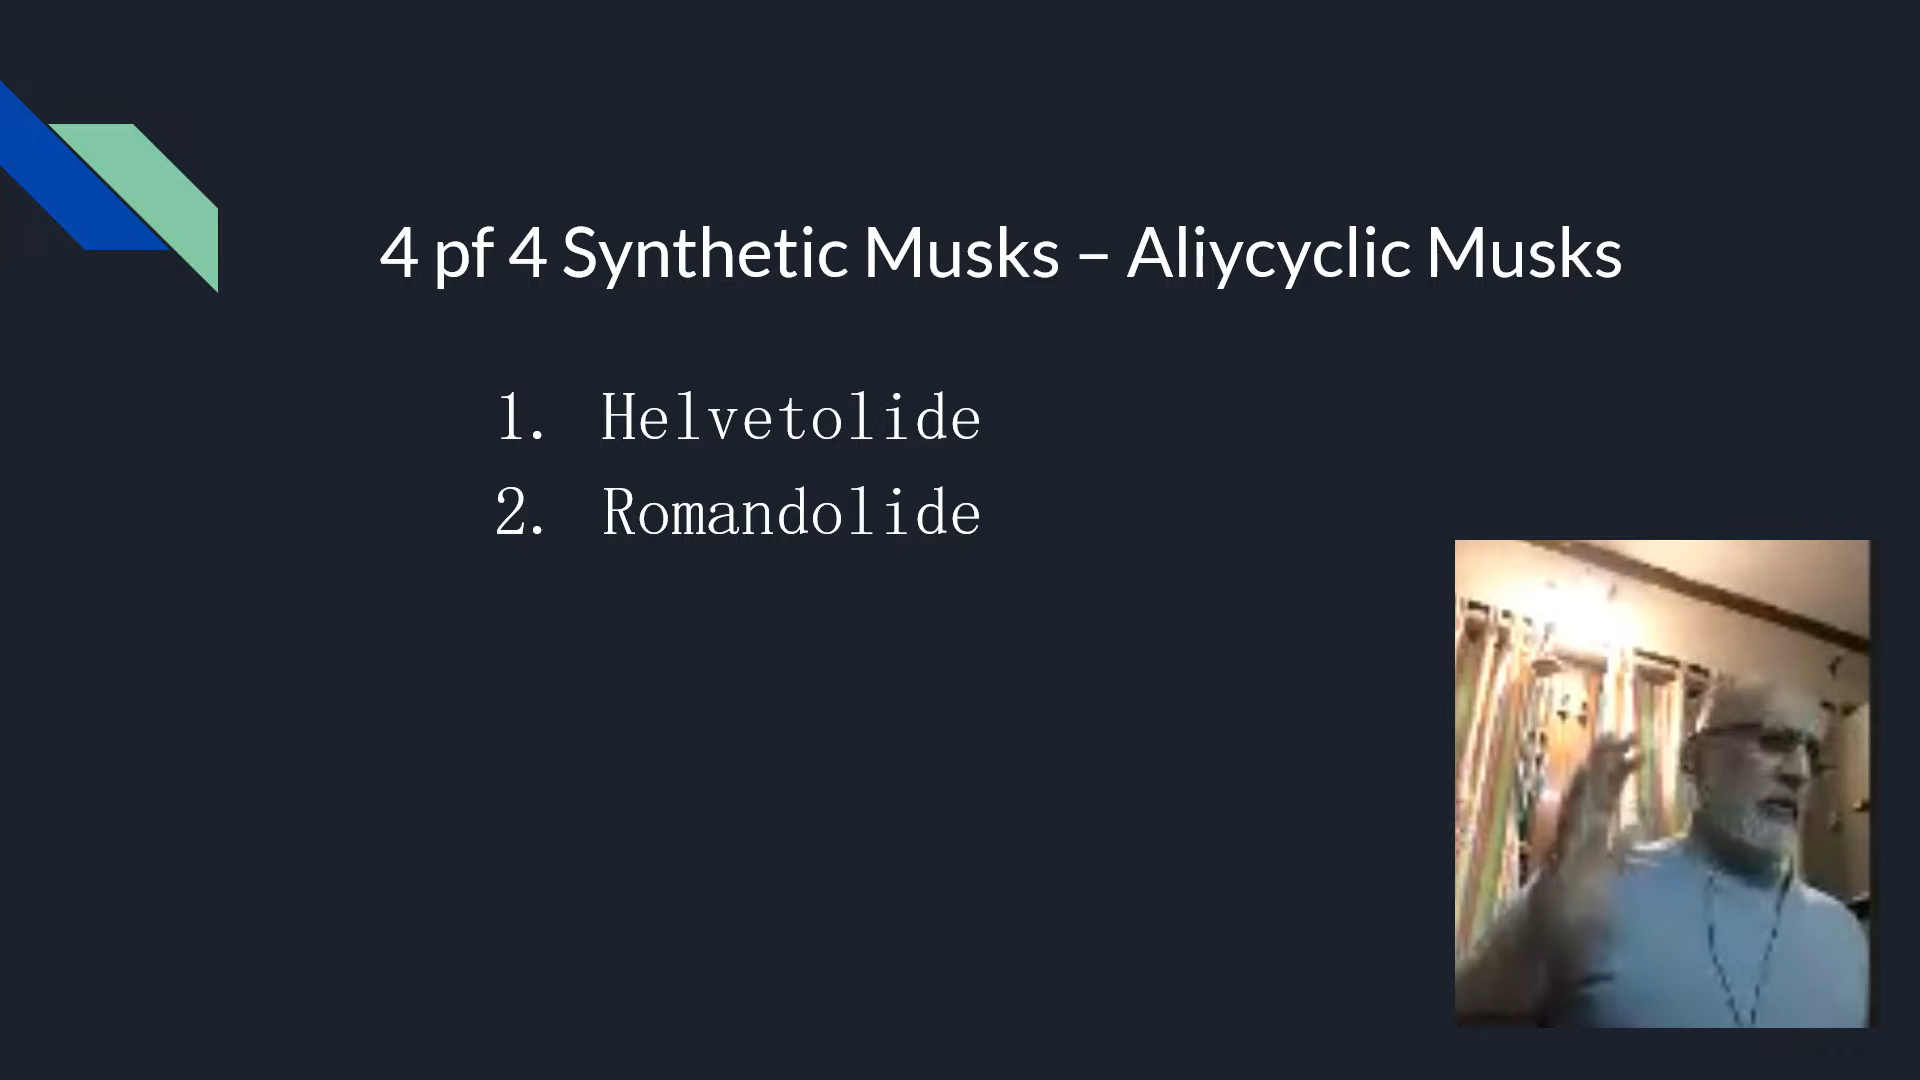 4 pf 4 Synthetic Musks – Aliycyclic Musks
1. Helvetolide
2. Romandolide